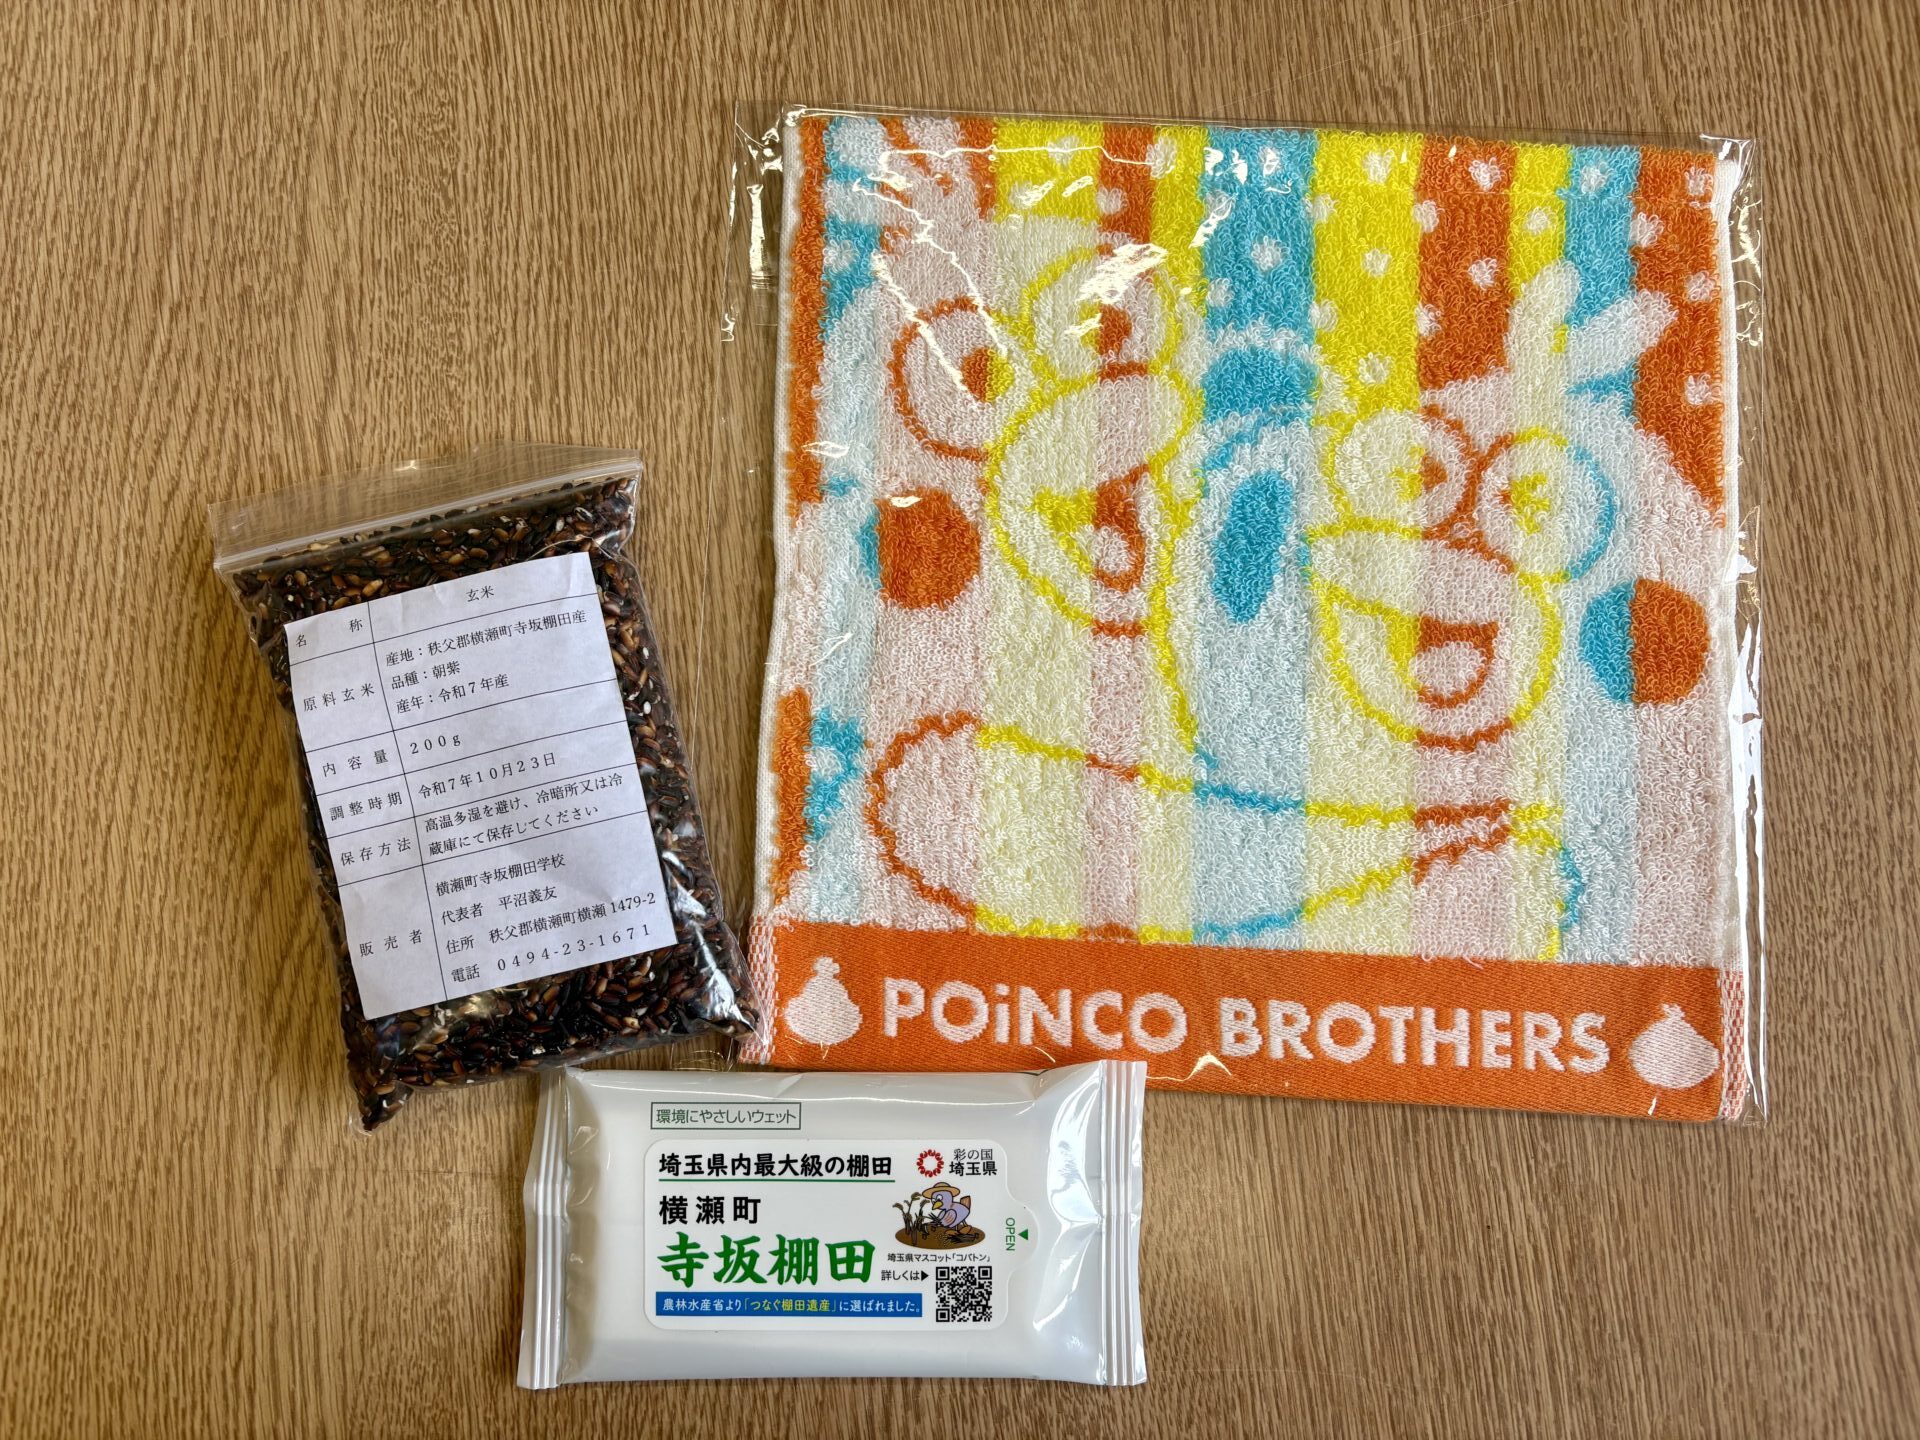 名称 玄米
原料玄米 産地：秩父郡横瀬町寺坂棚田産
品種：朝紫
産年：令和７年産
内容量 ２００ｇ
調整時期 令和7年１０月２３日
保存方法 高温多湿を避け、冷暗所又は冷
蔵庫にて保存してください
販売者 横瀬町寺坂棚田学校
代表者 平沼義友
住所 秩父郡横瀬町横瀬1479-2
電話 ０４９４-２３-１６７１
POiNCO BROTHERS
環境にやさしいウェット
埼玉県内最大級の棚田
彩の国
埼玉県
横瀬町
寺坂棚田
埼玉県マスコット「コバトン」
詳しくは▶
OPEN
農林水産省より「つなぐ棚田遺産」に選ばれました。